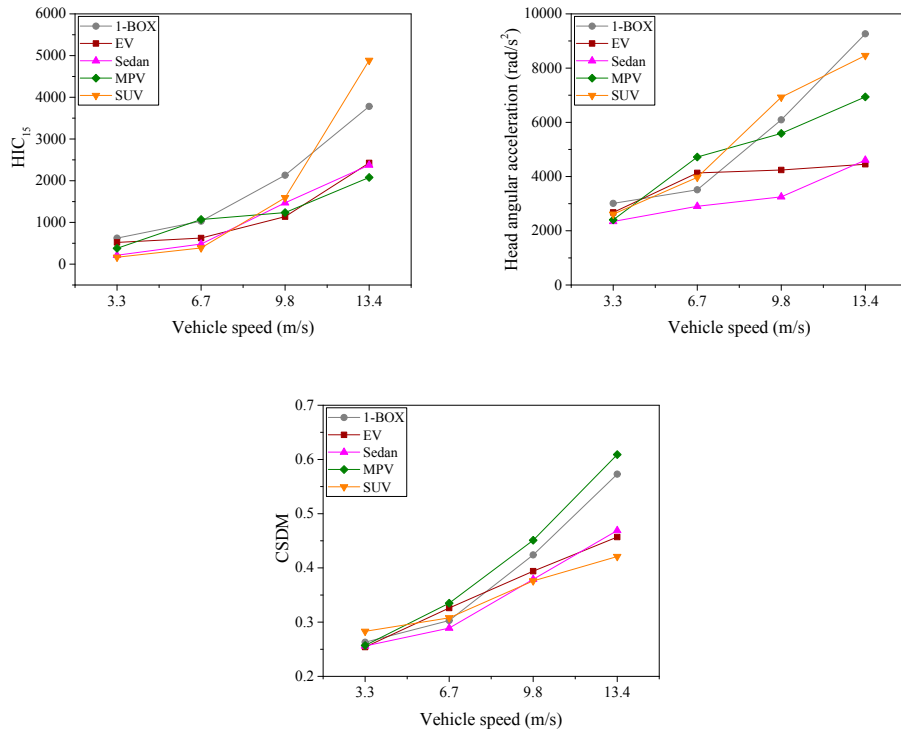 6000
5000
4000
3000
2000
1000
0
HIC₁₅
1-BOX
EV
Sedan
MPV
SUV
3.3 6.7 9.8 13.4
Vehicle speed (m/s)
10000
8000
6000
4000
2000
0
Head angular acceleration (rad/s²)
1-BOX
EV
Sedan
MPV
SUV
3.3 6.7 9.8 13.4
Vehicle speed (m/s)
0.7
0.6
0.5
0.4
0.3
0.2
CSDM
1-BOX
EV
Sedan
MPV
SUV
3.3 6.7 9.8 13.4
Vehicle speed (m/s)